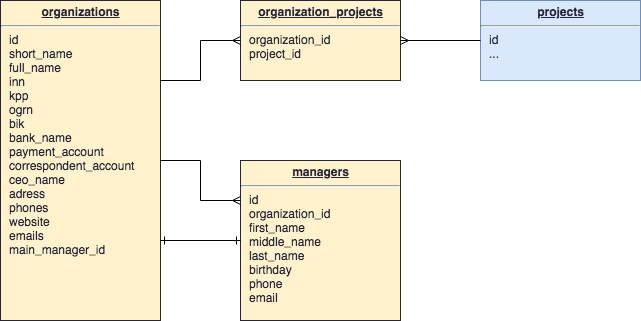 organizations
id
short_name
full_name
inn
kpp
ogrn
bik
bank_name
payment_account
correspondent_account
ceo_name
adress
phones
website
emails
main_manager_id
organization_projects
organization_id
project_id
projects
id
...
managers
id
organization_id
first_name
middle_name
last_name
birthday
phone
email